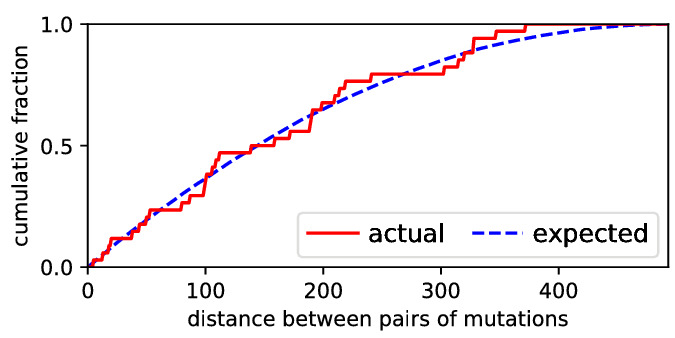 1.0
0.5
0.0
cumulative fraction
actual expected
0 100 200 300 400
distance between pairs of mutations